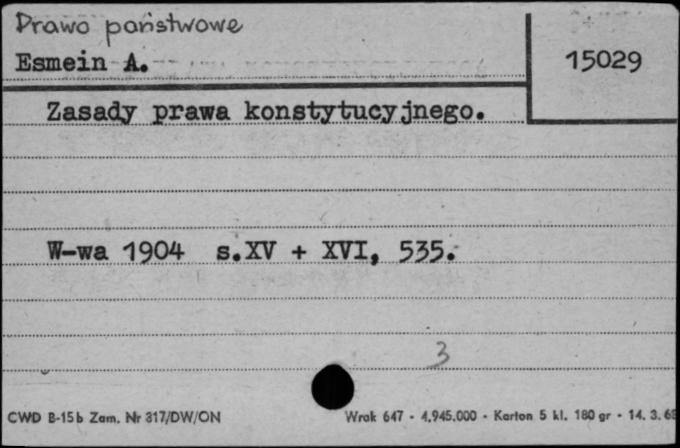 Prawo państwowe
Esmein A.
15029
Zasady prawa konstytucyjnego.
W-wa 1904 s.XV + XVI, 535.
3
CWD B-15b Zam. Nr 317/DW/ON
Wrak 647 - 4.945.000 - Karton 5 kl. 180 gr - 14. 3.